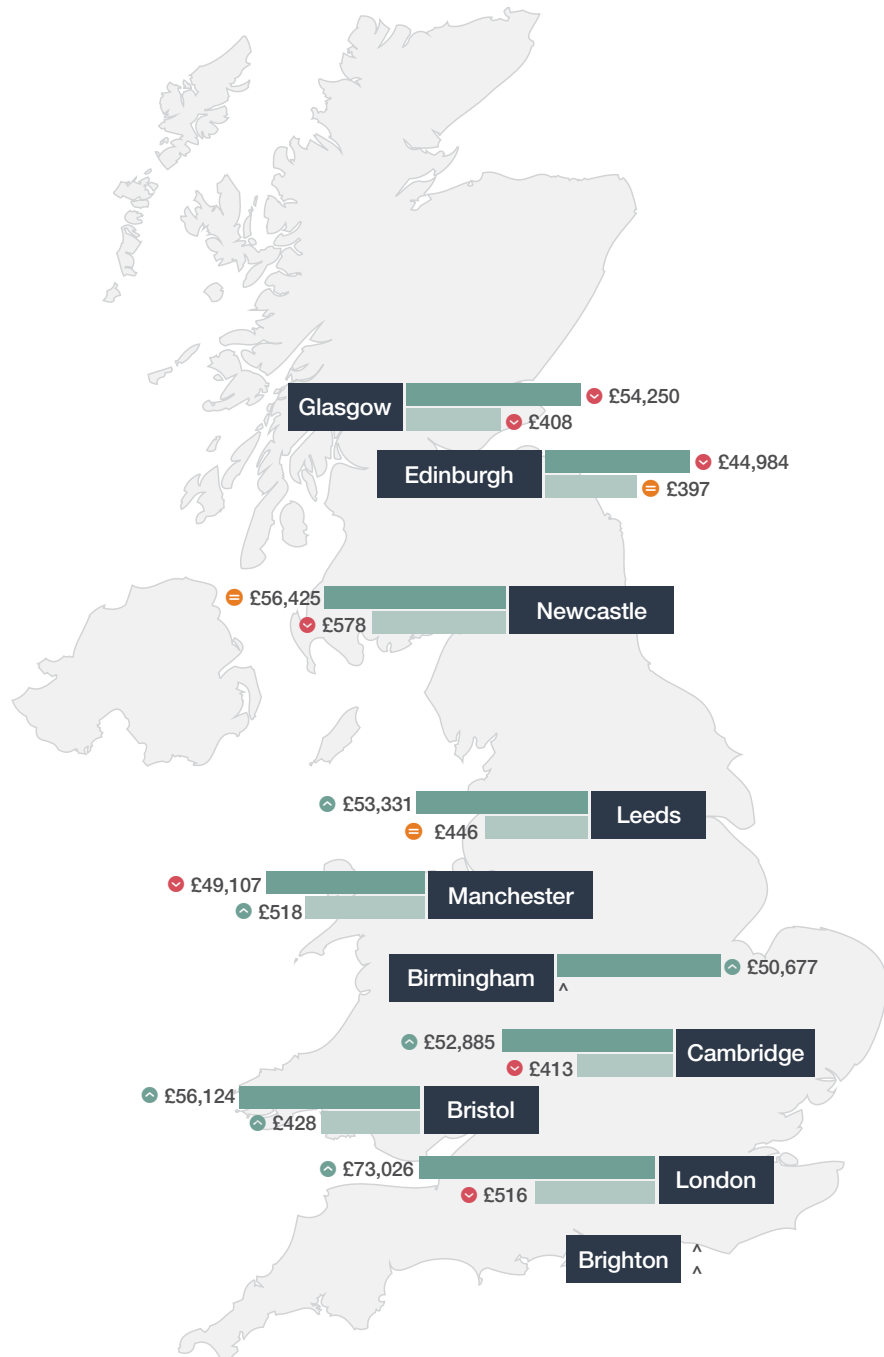 Glasgow £54,250
£408
Edinburgh £44,984
£397
£56,425 Newcastle
£578
£53,331 Leeds
£446
£49,107 Manchester
£518
Birmingham £50,677
^
£52,885 Cambridge
£413
£56,124 Bristol
£428
£73,026 London
£516
Brighton ^
^